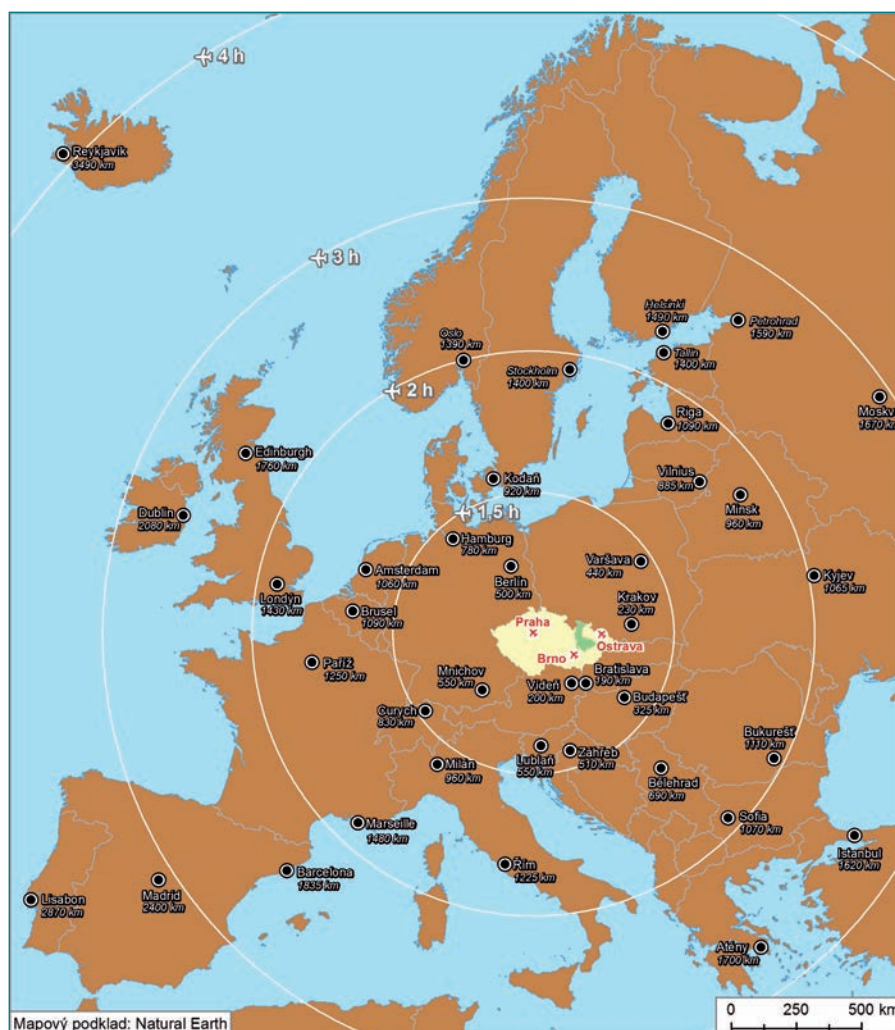 4 h
Reykjavík
3490 km
3 h
Helsinki
1490 km
Petrohrad
1590 km
Oslo
1390 km
Tallin
1400 km
Stockholm
1400 km
2 h
Moskv
1670 km
Riga
1090 km
Edinburgh
1760 km
Vilnius
885 km
Kodaň
920 km
Minsk
960 km
Dublin
2080 km
1,5 h
Hamburg
780 km
Varšava
440 km
Amsterdam
1060 km
Berlín
500 km
Kyjev
1065 km
Londýn
1430 km
Krakov
230 km
Brusel
1090 km
Praha
Ostrava
Brno
Paříž
1250 km
Mnichov
550 km
Vídeň
200 km
Bratislava
190 km
Budapešť
325 km
Curych
830 km
Bukurešť
1110 km
Lublaň
550 km
Záhřeb
510 km
Milán
960 km
Bělehrad
690 km
Marseille
1480 km
Sofia
1070 km
Istanbul
1620 km
Řím
1225 km
Barcelona
1835 km
Madrid
2400 km
Lisabon
2870 km
Atény
1700 km
Mapový podklad: Natural Earth
0 250 500 km